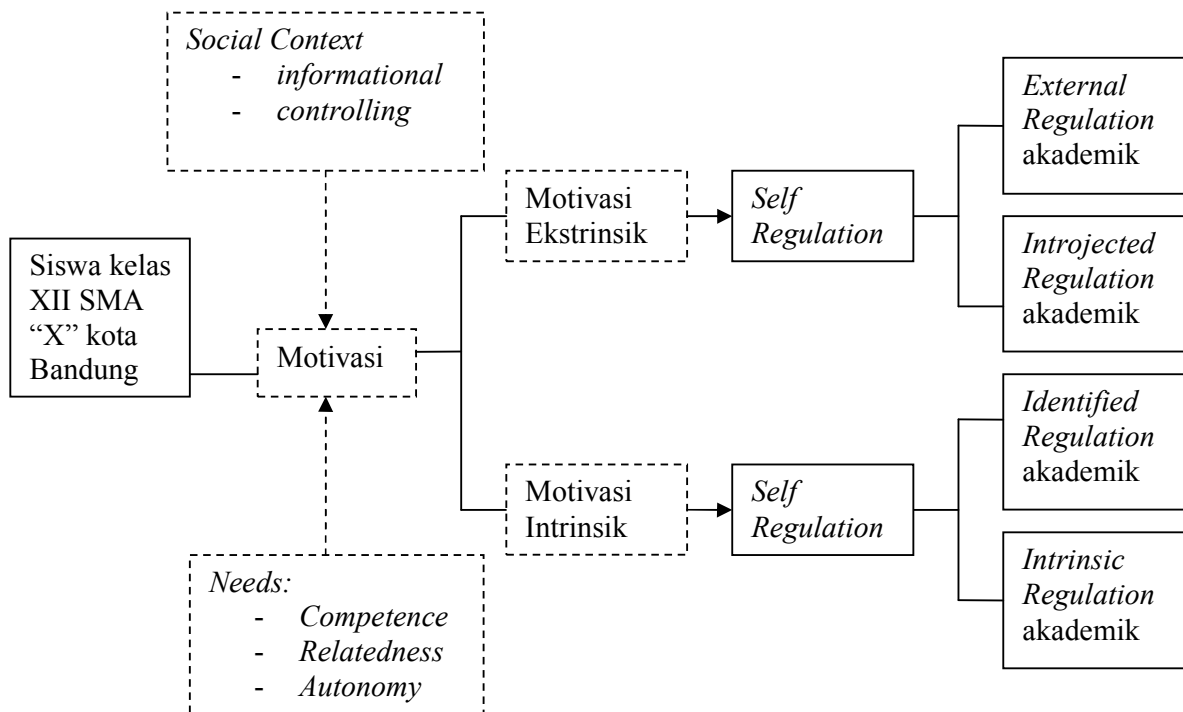 Social Context
- informational
- controlling
Siswa kelas
XII SMA
“X” kota
Bandung
Motivasi
Needs:
- Competence
- Relatedness
- Autonomy
Motivasi
Ekstrinsik
Self
Regulation
Motivasi
Intrinsik
Self
Regulation
External
Regulation
akademik
Introjected
Regulation
akademik
Identified
Regulation
akademik
Intrinsic
Regulation
akademik